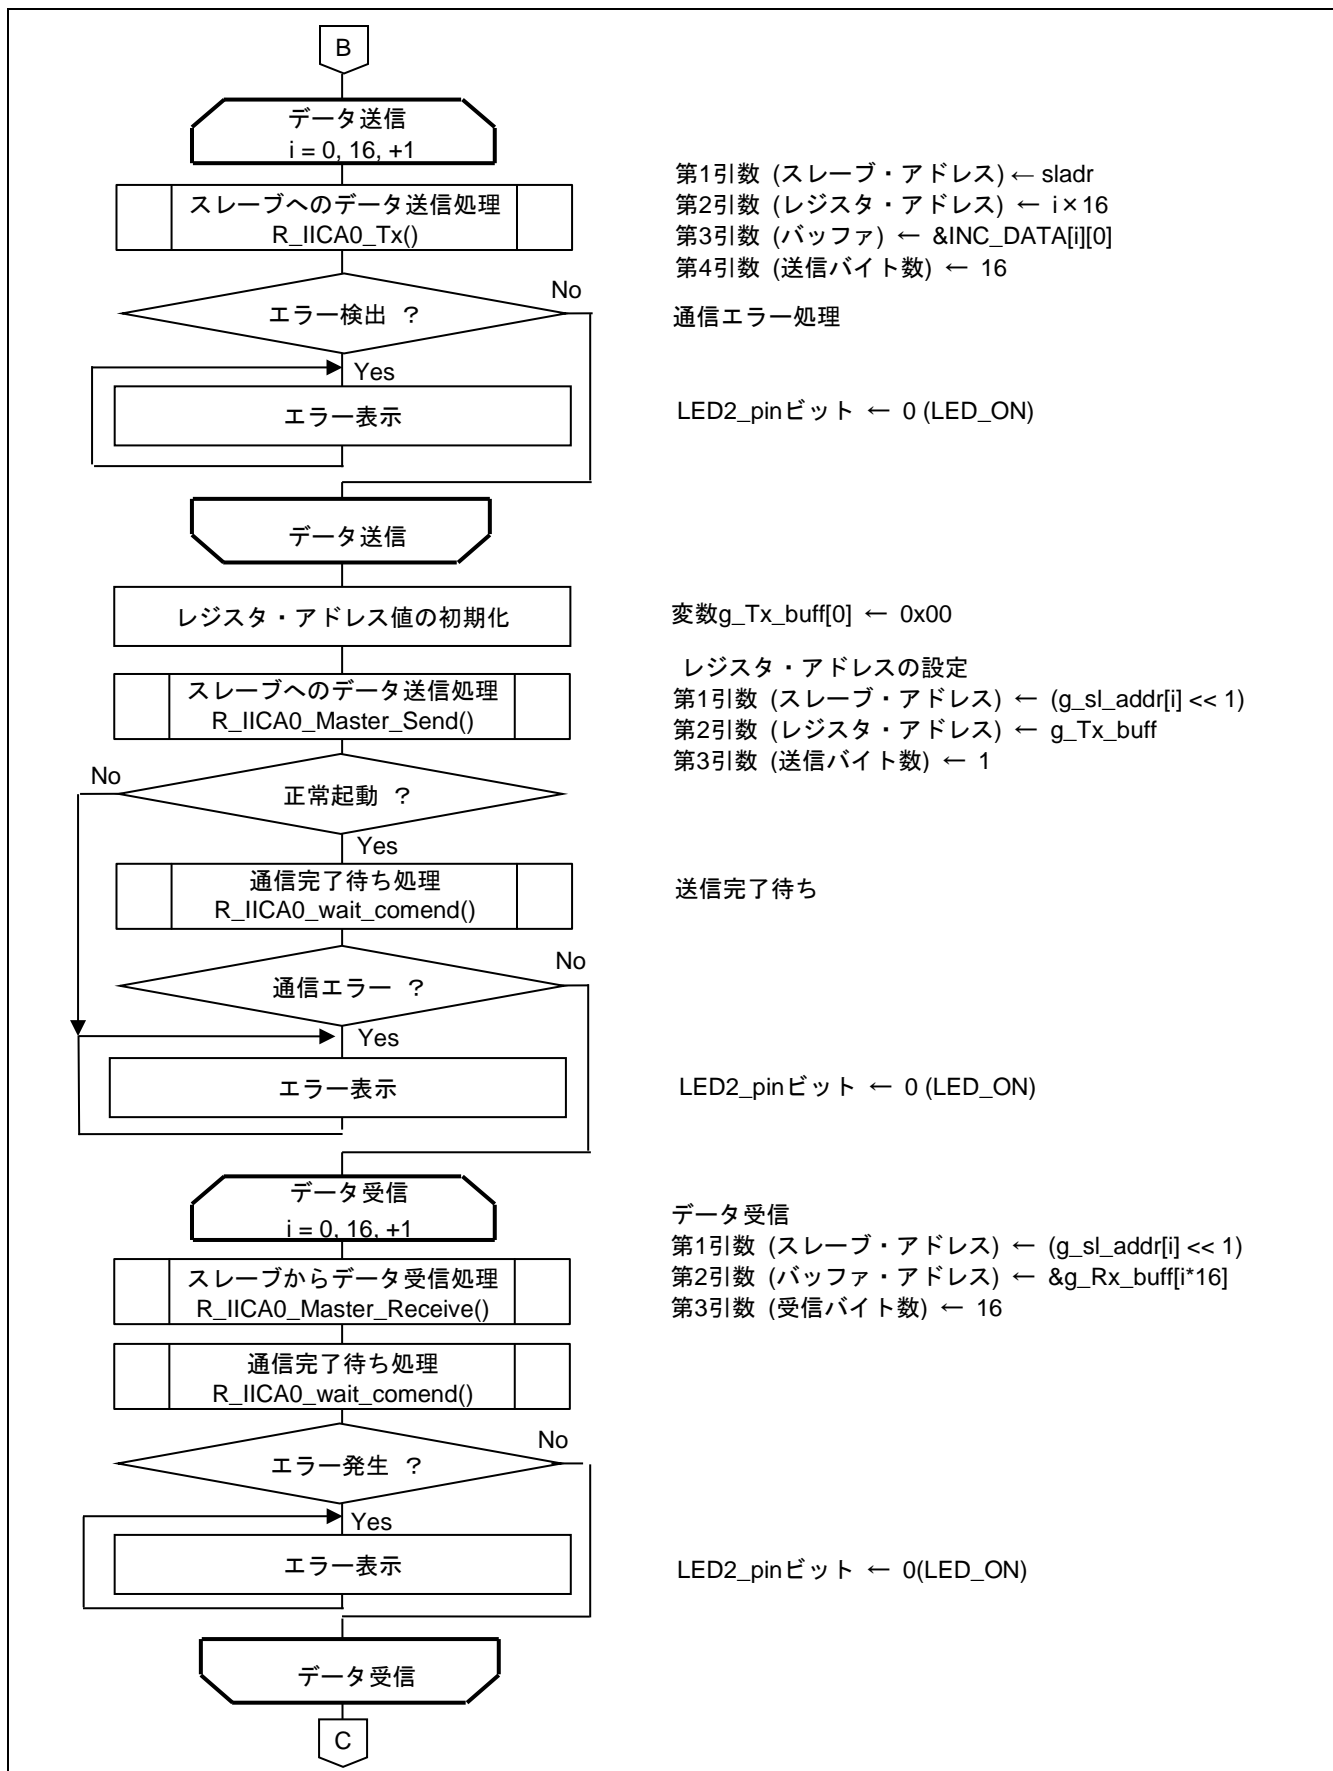 B
データ送信
i = 0, 16, +1
スレーブへのデータ送信処理
R_IICA0_Tx()
第1引数 (スレーブ・アドレス) ← sladr
第2引数 (レジスタ・アドレス) ← i×16
第3引数 (バッファ) ← &INC_DATA[i][0]
第4引数 (送信バイト数) ← 16
エラー検出 ?
No
通信エラー処理
Yes
エラー表示
LED2_pinビット ← 0 (LED_ON)
データ送信
レジスタ・アドレス値の初期化
変数g_Tx_buff[0] ← 0x00
スレーブへのデータ送信処理
R_IICA0_Master_Send()
レジスタ・アドレスの設定
第1引数 (スレーブ・アドレス) ← (g_sl_addr[i] << 1)
第2引数 (レジスタ・アドレス) ← g_Tx_buff
第3引数 (送信バイト数) ← 1
No
正常起動 ?
Yes
通信完了待ち処理
R_IICA0_wait_comend()
送信完了待ち
No
通信エラー ?
Yes
エラー表示
LED2_pinビット ← 0 (LED_ON)
データ受信
i = 0, 16, +1
データ受信
第1引数 (スレーブ・アドレス) ← (g_sl_addr[i] << 1)
第2引数 (バッファ・アドレス) ← &g_Rx_buff[i*16]
第3引数 (受信バイト数) ← 16
スレーブからデータ受信処理
R_IICA0_Master_Receive()
通信完了待ち処理
R_IICA0_wait_comend()
No
エラー発生 ?
Yes
エラー表示
LED2_pinビット ← 0(LED_ON)
データ受信
C